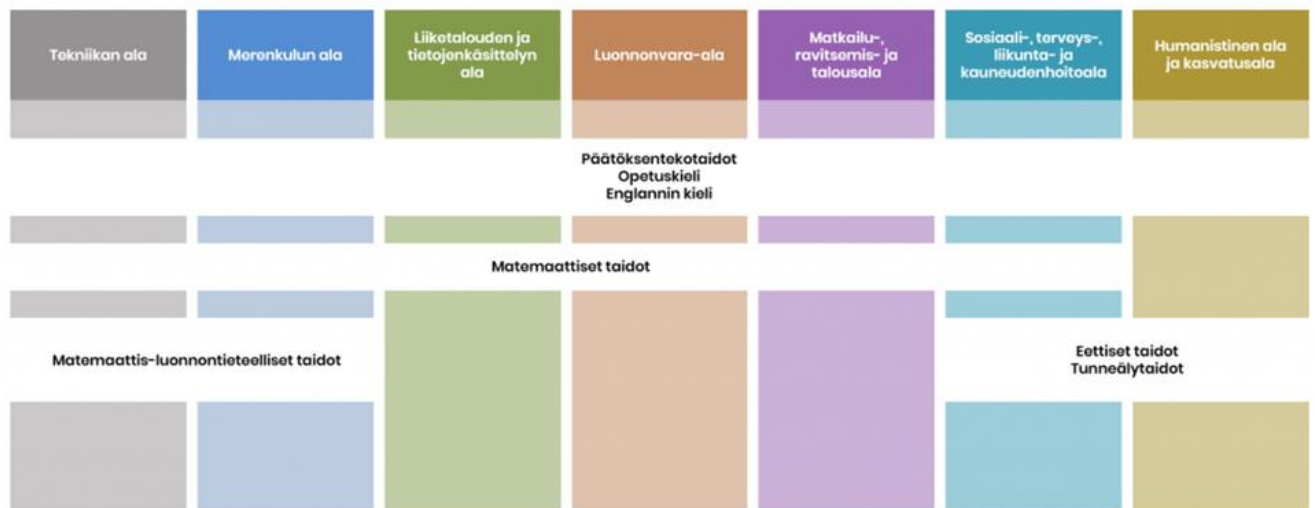 Tekniikan ala
Merenkulun ala
Liiketalouden ja
tietojenkäsittelyn
ala
Luonnonvara-ala
Matkailu-,
ravitsemis- ja
talousala
Sosiaali-, terveys-,
liikunta- ja
kauneudenhoitoala
Humanistinen ala
ja kasvatusala
Päätöksentekotaidot
Opetuskieli
Englannin kieli
Matemaattiset taidot
Matemaattis-luonnontieteelliset taidot
Eettiset taidot
Tunneälytaidot